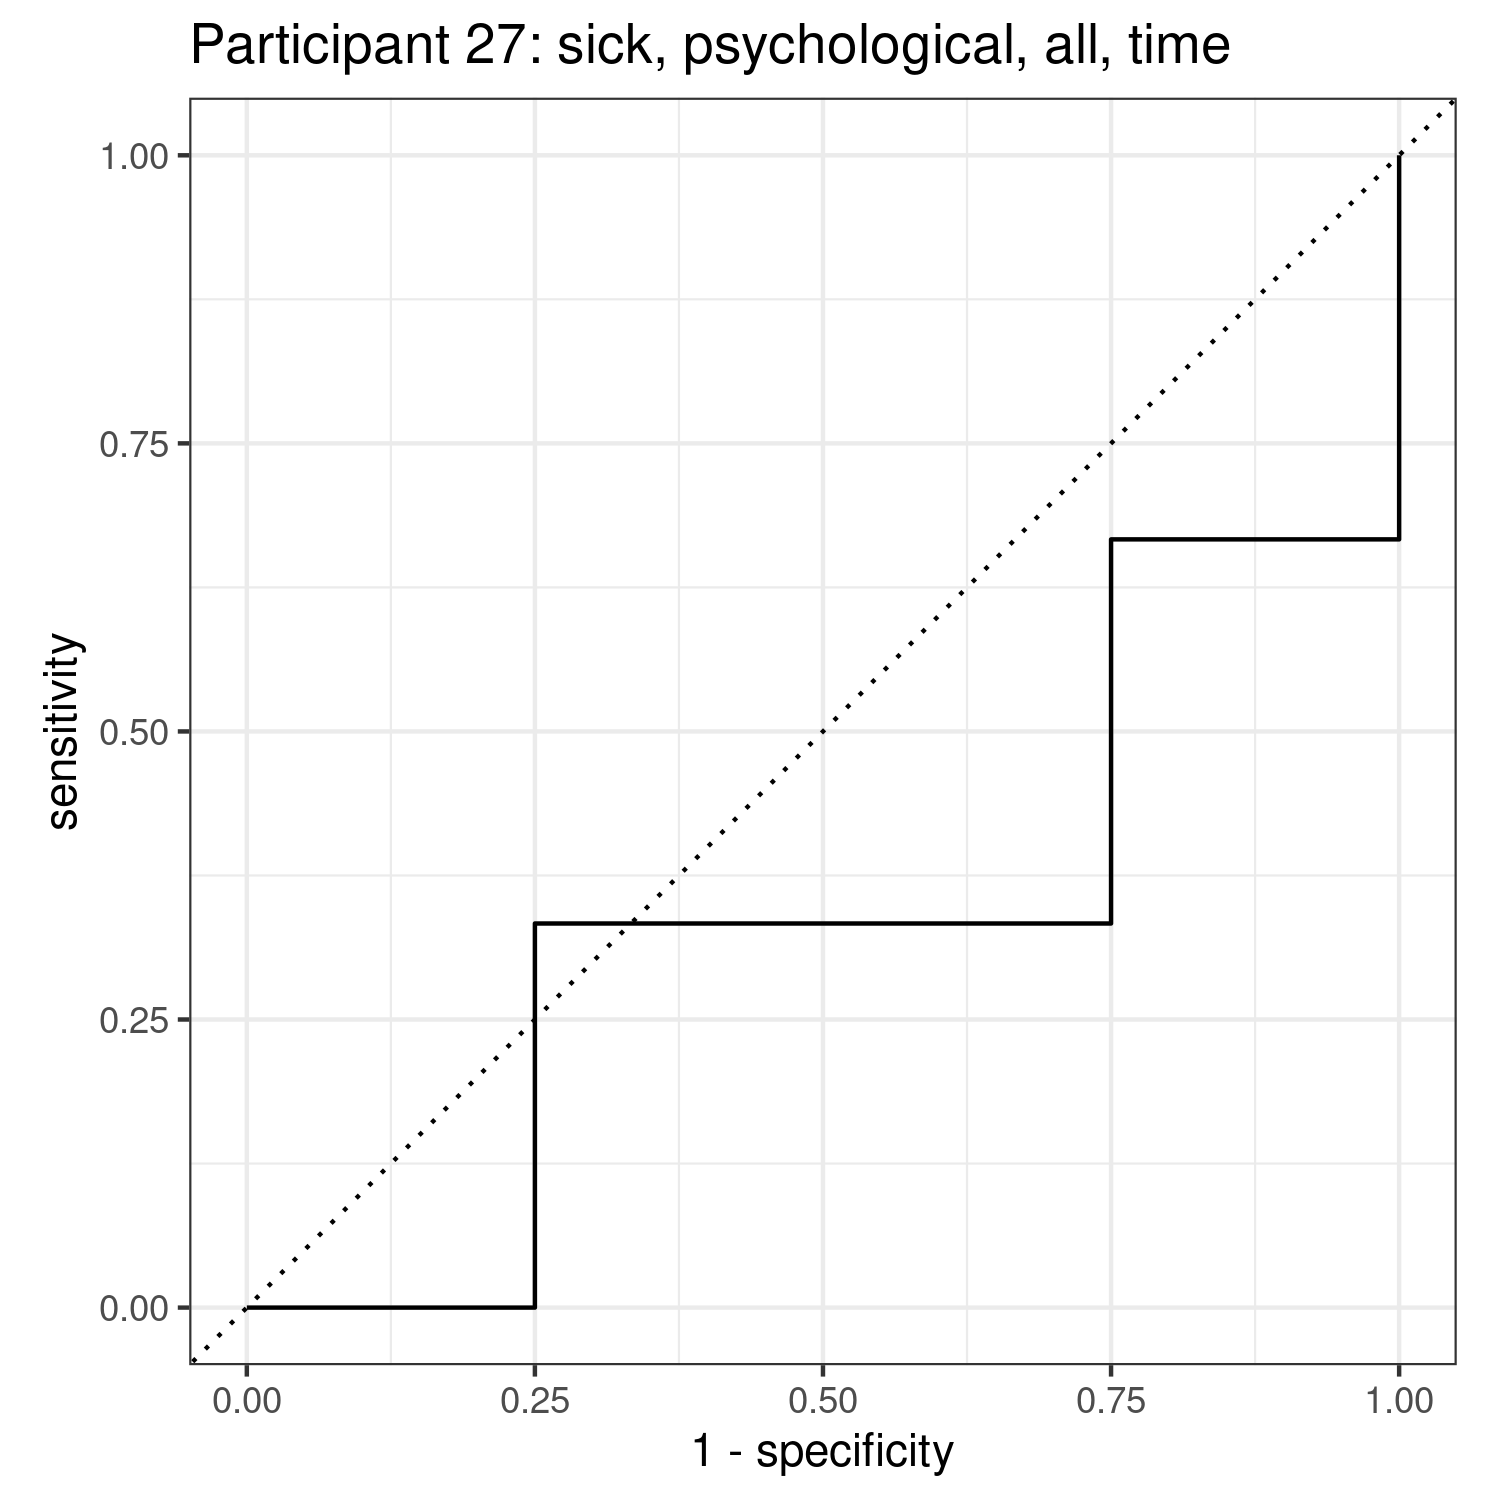 Participant 27: sick, psychological, all, time
1.00
0.75
0.50
0.25
0.00
sensitivity
0.00 0.25 0.50 0.75 1.00
1 - specificity